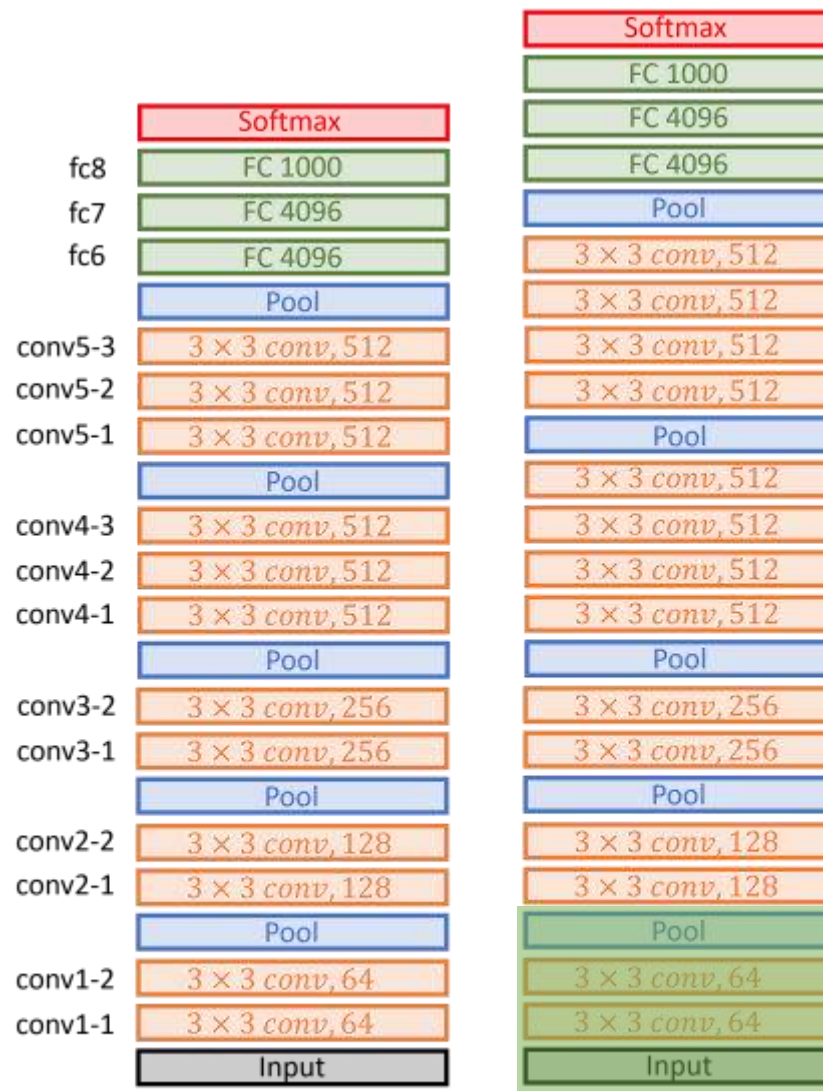 Softmax
fc8 FC 1000
fc7 FC 4096
fc6 FC 4096
Pool
conv5-3 3 × 3 conv, 512
conv5-2 3 × 3 conv, 512
conv5-1 3 × 3 conv, 512
Pool
conv4-3 3 × 3 conv, 512
conv4-2 3 × 3 conv, 512
conv4-1 3 × 3 conv, 512
Pool
conv3-2 3 × 3 conv, 256
conv3-1 3 × 3 conv, 256
Pool
conv2-2 3 × 3 conv, 128
conv2-1 3 × 3 conv, 128
Pool
conv1-2 3 × 3 conv, 64
conv1-1 3 × 3 conv, 64
Input
Softmax
FC 1000
FC 4096
FC 4096
Pool
3 × 3 conv, 512
3 × 3 conv, 512
3 × 3 conv, 512
3 × 3 conv, 512
Pool
3 × 3 conv, 512
3 × 3 conv, 512
3 × 3 conv, 512
3 × 3 conv, 512
Pool
3 × 3 conv, 256
3 × 3 conv, 256
Pool
3 × 3 conv, 128
3 × 3 conv, 128
Pool
3 × 3 conv, 64
3 × 3 conv, 64
Input